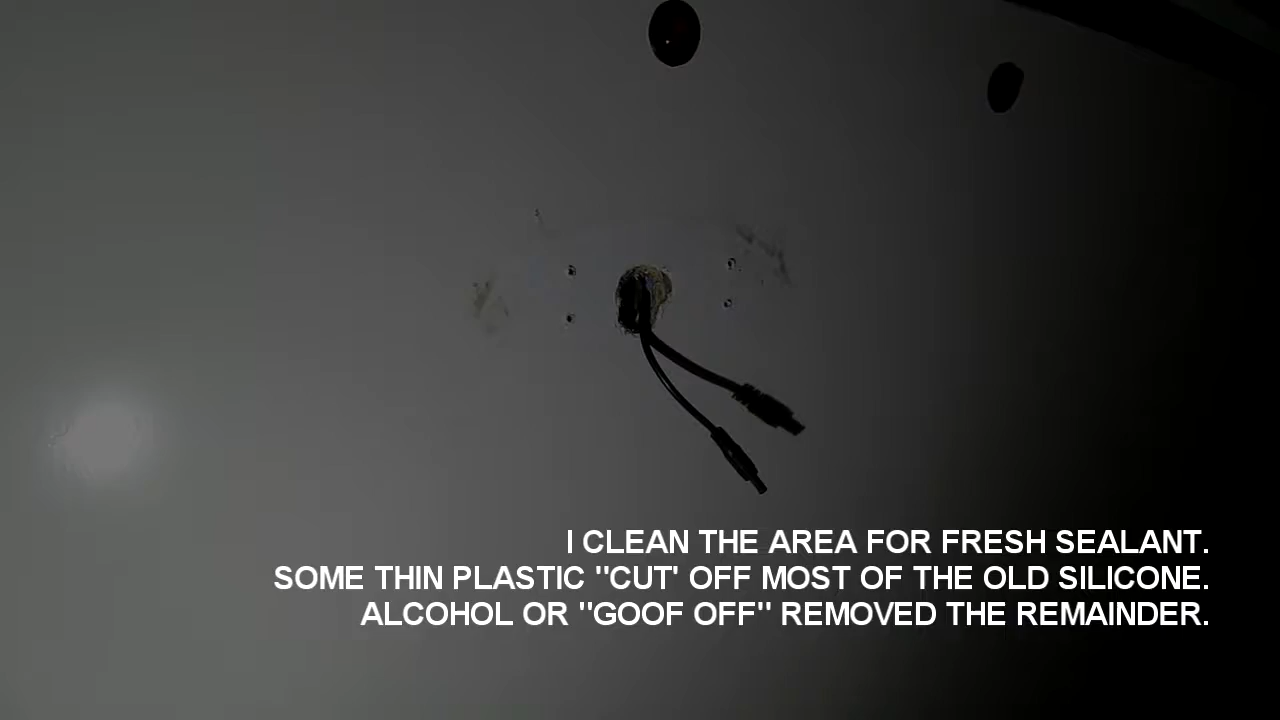 I CLEAN THE AREA FOR FRESH SEALANT.
SOME THIN PLASTIC "CUT' OFF MOST OF THE OLD SILICONE.
ALCOHOL OR "GOOF OFF" REMOVED THE REMAINDER.